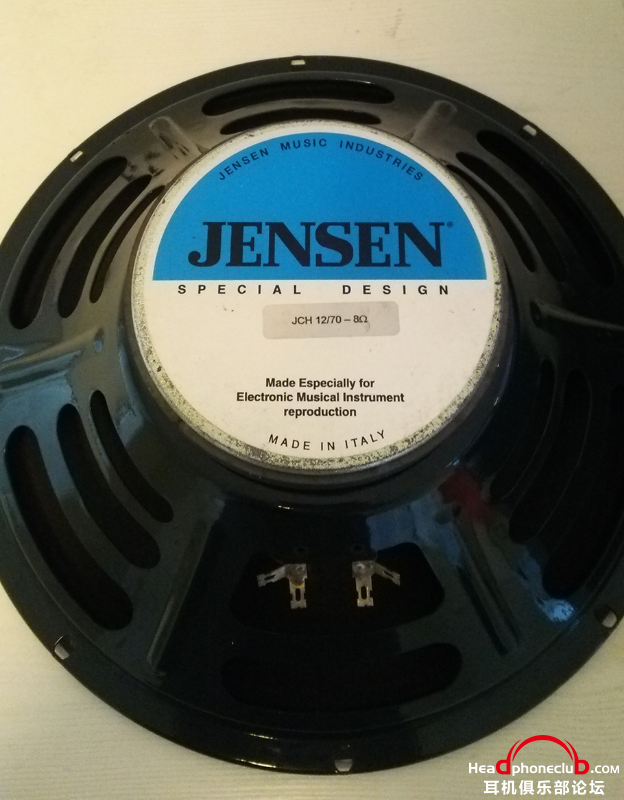 JENSEN MUSIC INDUSTRIES
JENSEN®
SPECIAL DESIGN
JCH 12/70 – 8Ω
Made Especially for
Electronic Musical Instrument
reproduction
MADE IN ITALY
HeadphonecluD.COM
耳机俱乐部论坛